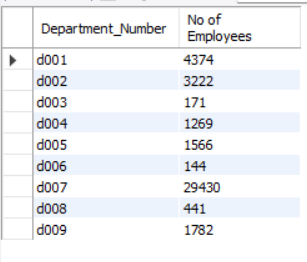 Department_Number No of Employees
d001 4374
d002 3222
d003 171
d004 1269
d005 1566
d006 144
d007 29430
d008 441
d009 1782